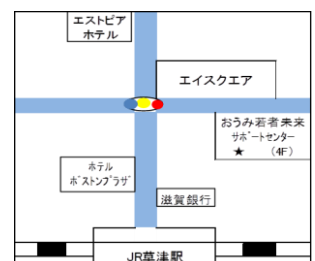 エストピア
ホテル
エイスクエア
おうみ若者未来
サポートセンター
★ (4F)
ホテル
ボストンプラザ
滋賀銀行
JR草津駅